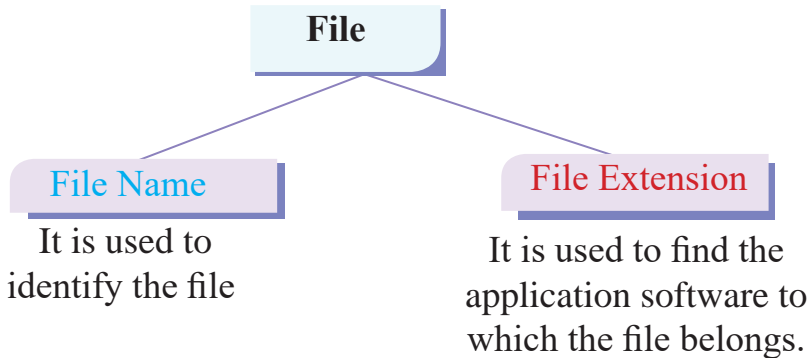 File
File Name
It is used to
identify the file
File Extension
It is used to find the
application software to
which the file belongs.